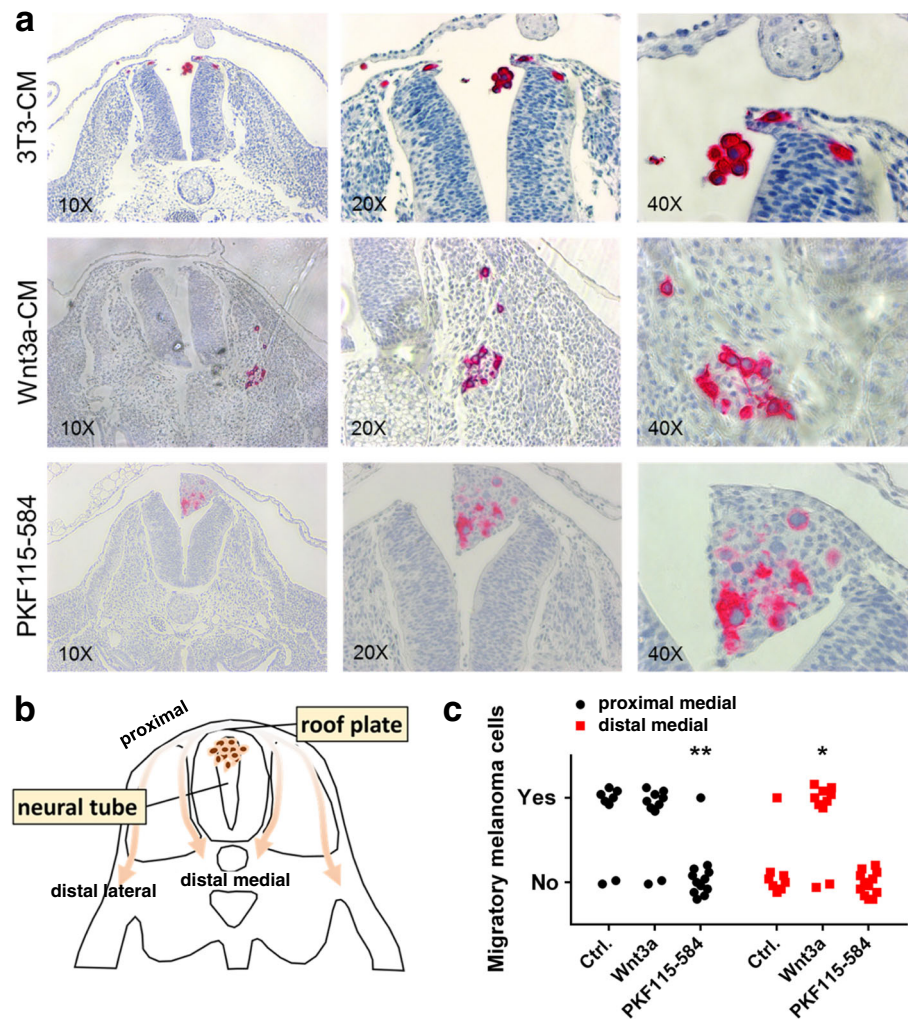 a
3T3-CM
10X
20X
40X
Wnt3a-CM
10X
20X
40X
PKF115-584
10X
20X
40X
b
proximal
roof plate
neural tube
distal lateral
distal medial
c
proximal medial
distal medial
** *
Migratory melanoma cells
Yes
No
Ctrl.
Wnt3a
PKF115-584
Ctrl.
Wnt3a
PKF115-584